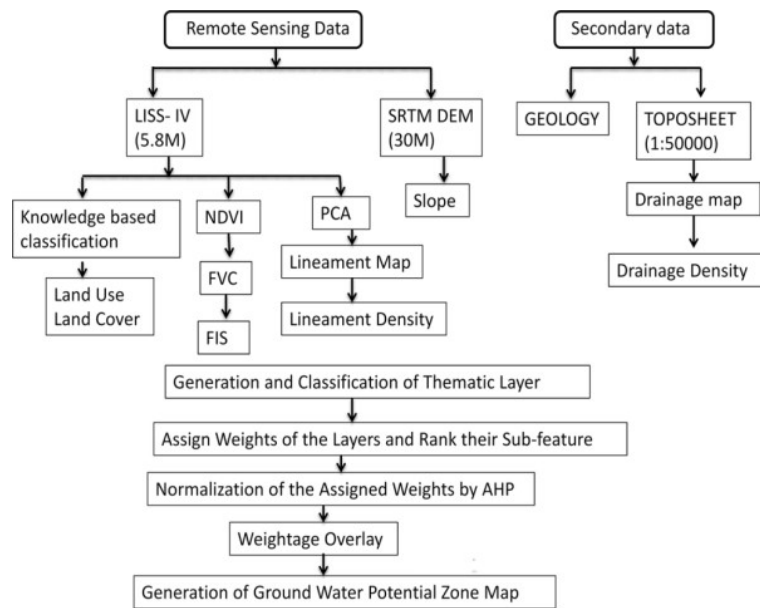 Remote Sensing Data
Secondary data
LISS- IV
(5.8M)
SRTM DEM
(30M)
GEOLOGY
TOPOSHEET
(1:50000)
Knowledge based
classification
NDVI
PCA
Slope
Drainage map
Land Use
Land Cover
FVC
Lineament Map
Drainage Density
FIS
Lineament Density
Generation and Classification of Thematic Layer
Assign Weights of the Layers and Rank their Sub-feature
Normalization of the Assigned Weights by AHP
Weightage Overlay
Generation of Ground Water Potential Zone Map